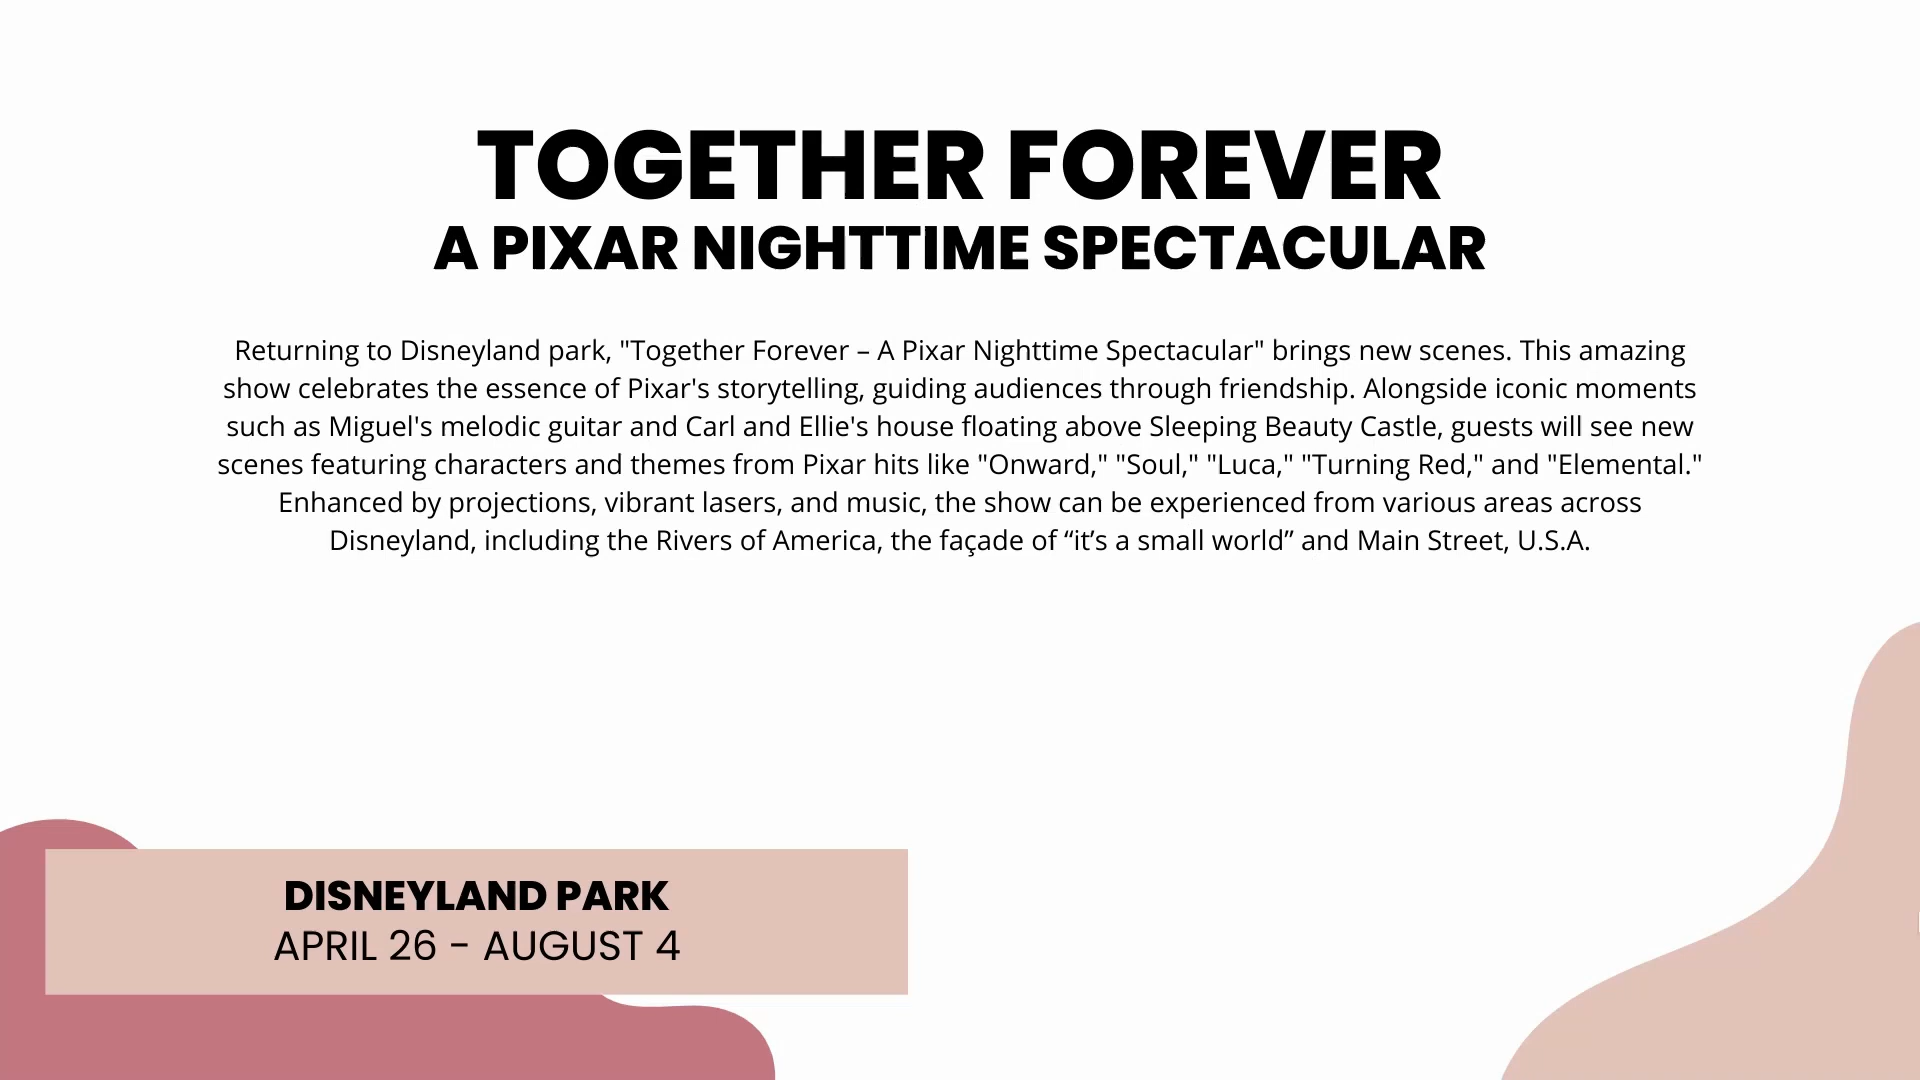 TOGETHER FOREVER
A PIXAR NIGHTTIME SPECTACULAR
Returning to Disneyland park, "Together Forever – A Pixar Nighttime Spectacular" brings new scenes. This amazing
show celebrates the essence of Pixar's storytelling, guiding audiences through friendship. Alongside iconic moments
such as Miguel's melodic guitar and Carl and Ellie's house floating above Sleeping Beauty Castle, guests will see new
scenes featuring characters and themes from Pixar hits like "Onward," "Soul," "Luca," "Turning Red," and "Elemental."
Enhanced by projections, vibrant lasers, and music, the show can be experienced from various areas across
Disneyland, including the Rivers of America, the façade of “it’s a small world” and Main Street, U.S.A.
DISNEYLAND PARK
APRIL 26 - AUGUST 4